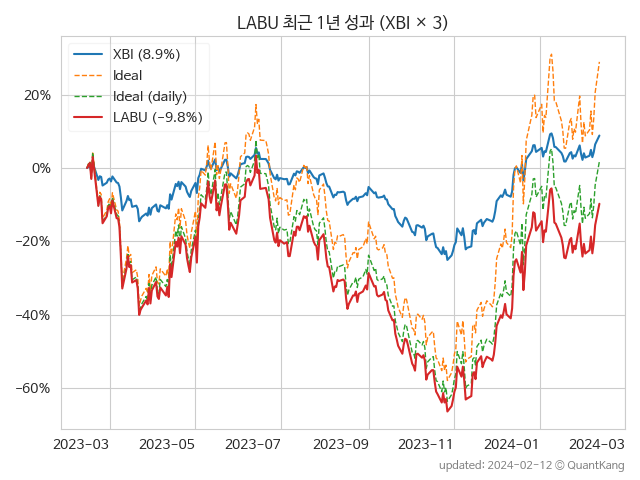 LABU 최근 1년 성과 (XBI × 3)
XBI (8.9%)
Ideal
Ideal (daily)
LABU (−9.8%)
20%
0%
−20%
−40%
−60%
2023-03
2023-05
2023-07
2023-09
2023-11
2024-01
2024-03
updated: 2024-02-12 © QuantKang